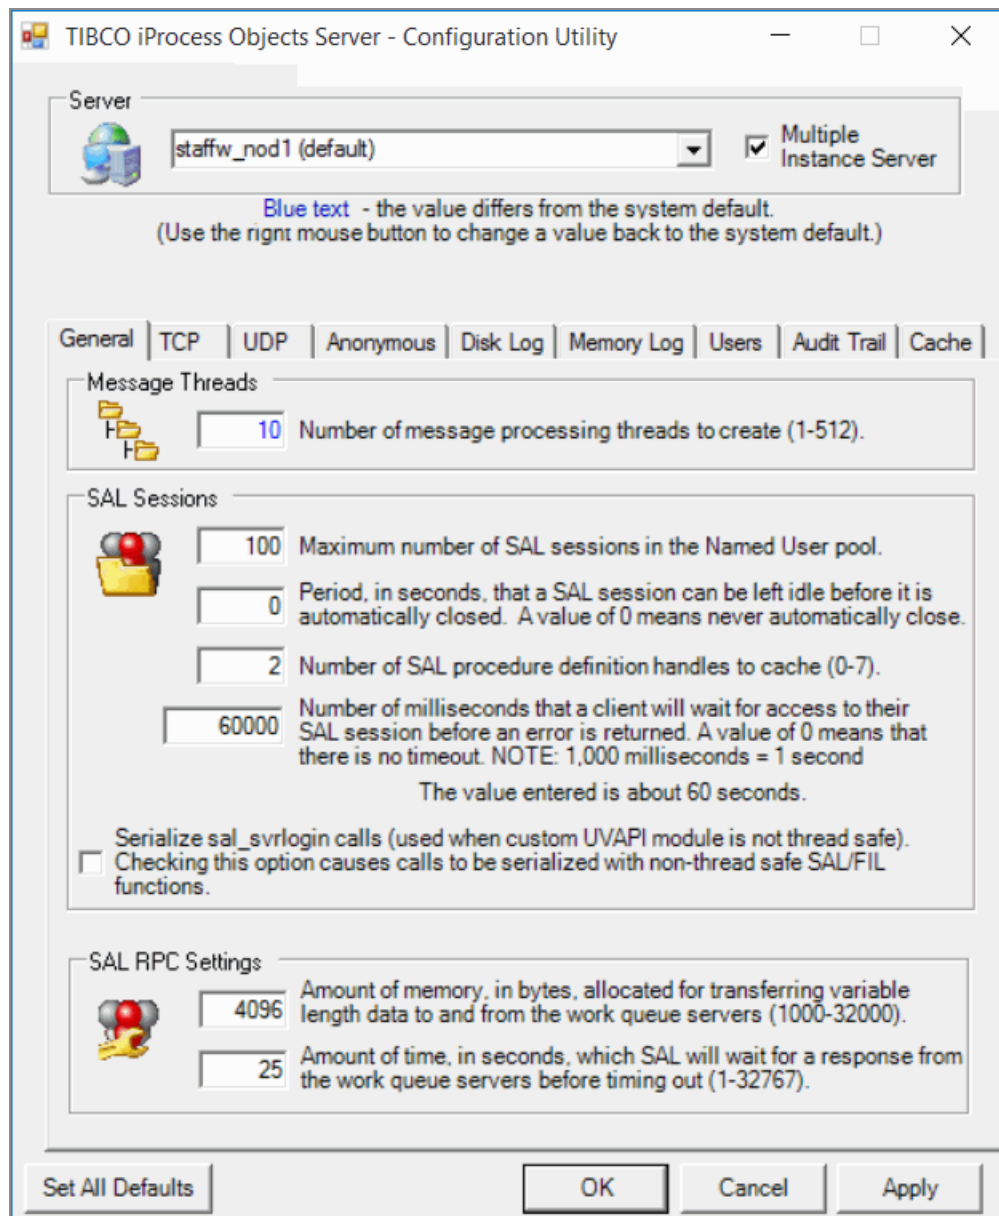 TIBCO iProcess Objects Server - Configuration Utility
Server
staffw_nod1 (default)
Multiple
Instance Server
Blue text - the value differs from the system default.
(Use the right mouse button to change a value back to the system default.)
General TCP UDP Anonymous Disk Log Memory Log Users Audit Trail Cache
Message Threads
10 Number of message processing threads to create (1-512).
SAL Sessions
100 Maximum number of SAL sessions in the Named User pool.
0 Period, in seconds, that a SAL session can be left idle before it is
automatically closed. A value of 0 means never automatically close.
2 Number of SAL procedure definition handles to cache (0-7).
60000 Number of milliseconds that a client will wait for access to their
SAL session before an error is returned. A value of 0 means that
there is no timeout. NOTE: 1,000 milliseconds = 1 second
The value entered is about 60 seconds.
Serialize sal_svrlogin calls (used when custom UVAPI module is not thread safe).
Checking this option causes calls to be serialized with non-thread safe SAL/FIL
functions.
SAL RPC Settings
4096 Amount of memory, in bytes, allocated for transferring variable
length data to and from the work queue servers (1000-32000).
25 Amount of time, in seconds, which SAL will wait for a response from
the work queue servers before timing out (1-32767).
Set All Defaults OK Cancel Apply